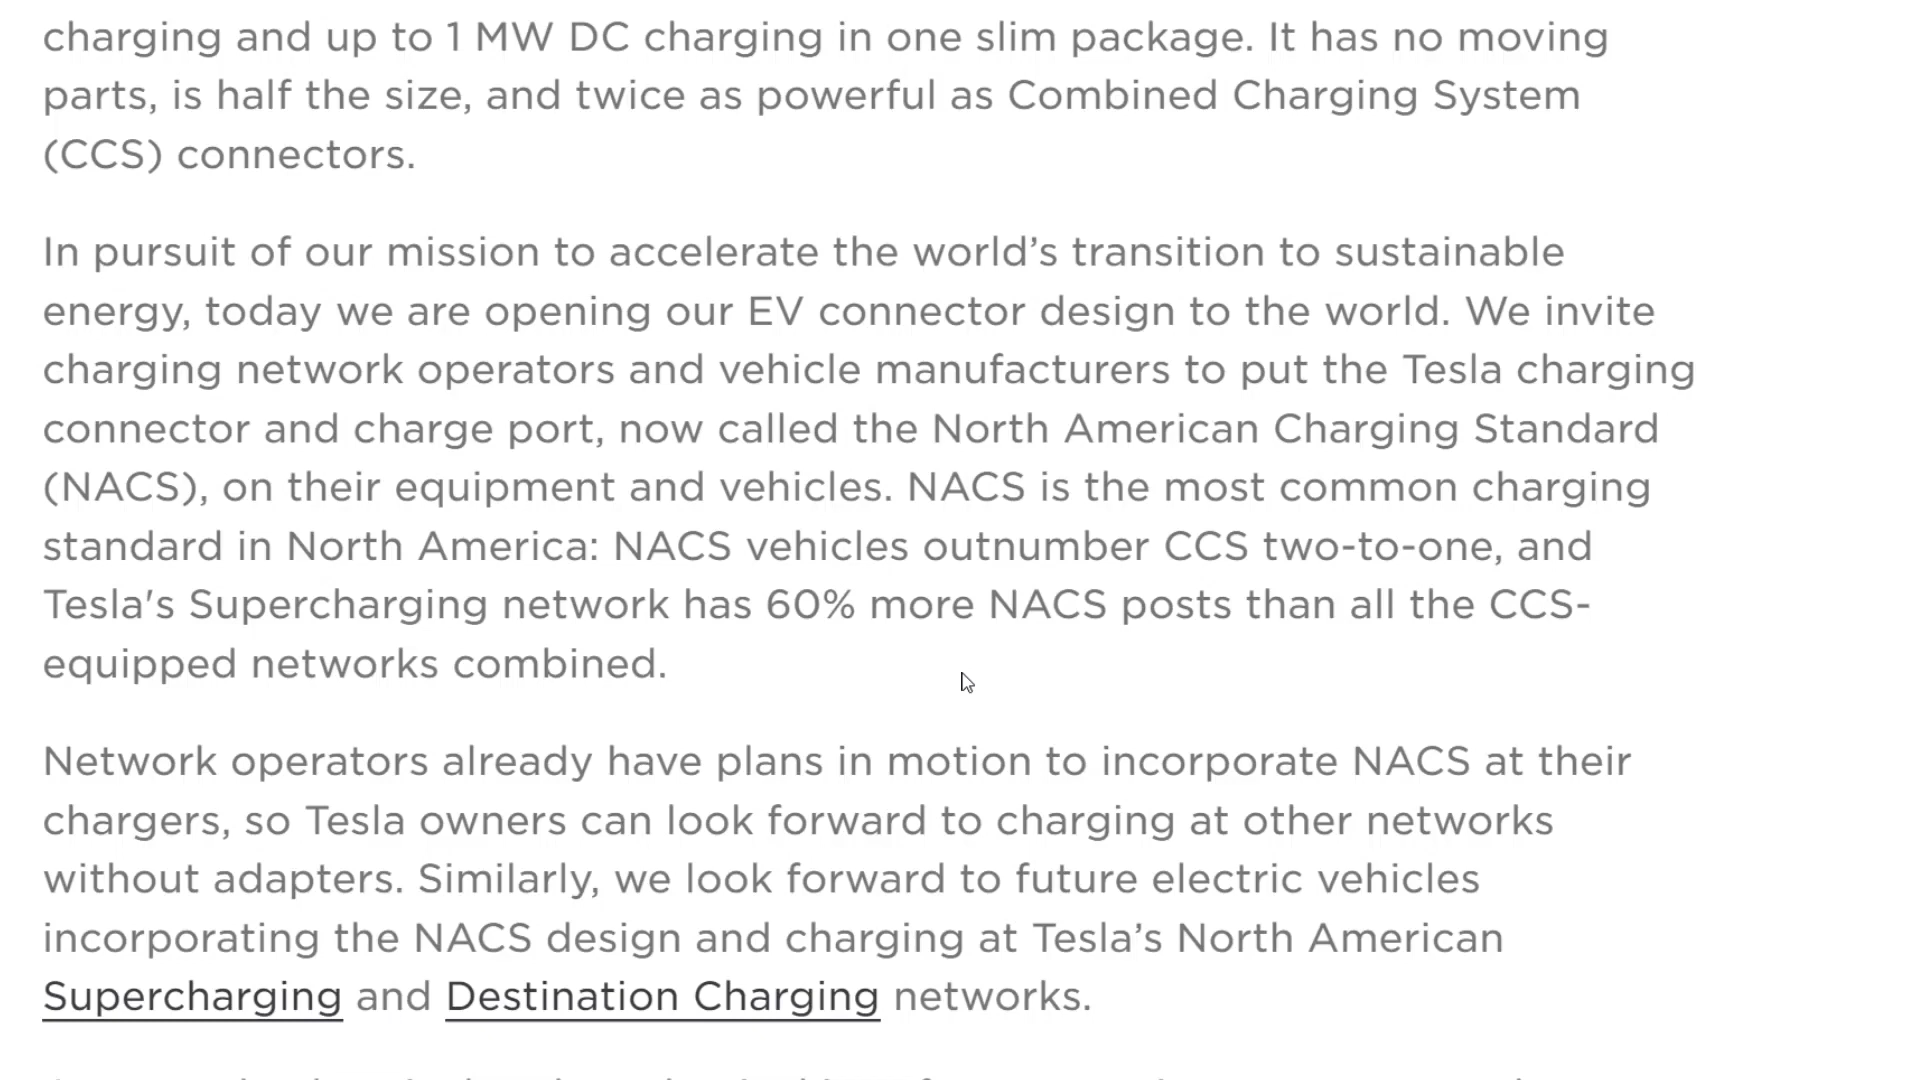 charging and up to 1 MW DC charging in one slim package. It has no moving
parts, is half the size, and twice as powerful as Combined Charging System
(CCS) connectors.
In pursuit of our mission to accelerate the world’s transition to sustainable
energy, today we are opening our EV connector design to the world. We invite
charging network operators and vehicle manufacturers to put the Tesla charging
connector and charge port, now called the North American Charging Standard
(NACS), on their equipment and vehicles. NACS is the most common charging
standard in North America: NACS vehicles outnumber CCS two-to-one, and
Tesla's Supercharging network has 60% more NACS posts than all the CCS-
equipped networks combined.
Network operators already have plans in motion to incorporate NACS at their
chargers, so Tesla owners can look forward to charging at other networks
without adapters. Similarly, we look forward to future electric vehicles
incorporating the NACS design and charging at Tesla’s North American
Supercharging and Destination Charging networks.